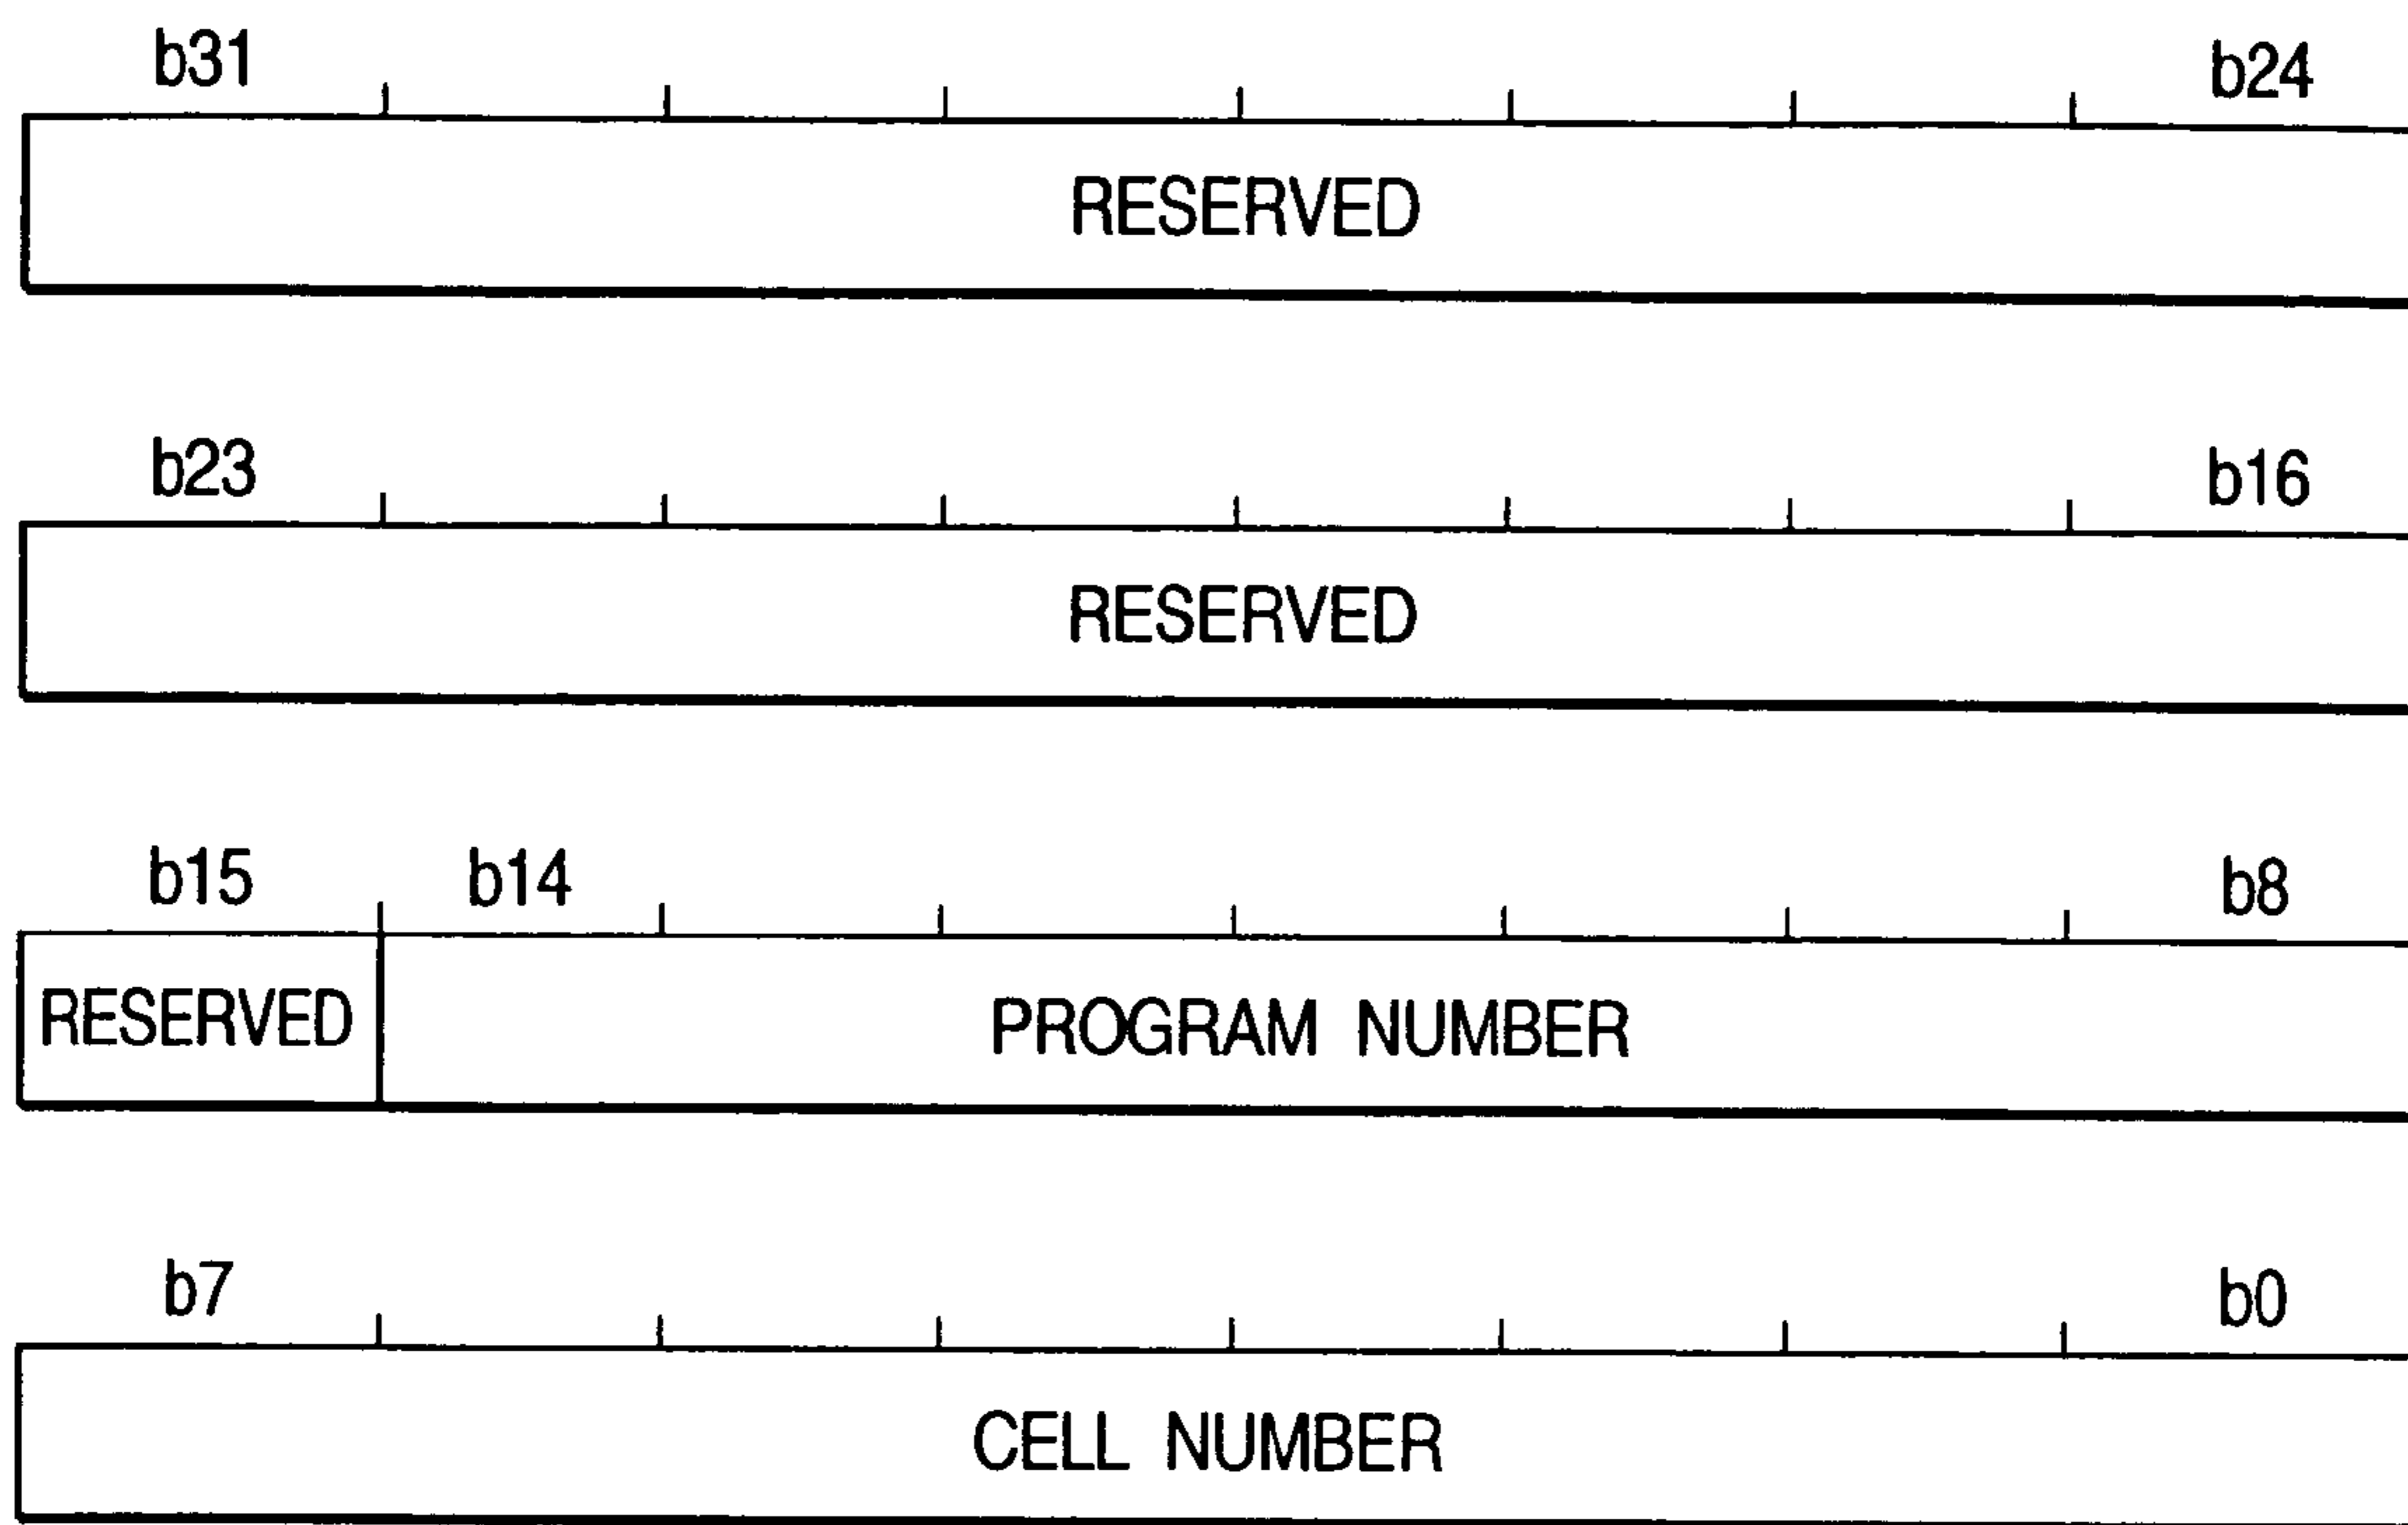 b31 b24
RESERVED
b23 b16
RESERVED
b15 b14 b8
RESERVED PROGRAM NUMBER
b7 b0
CELL NUMBER